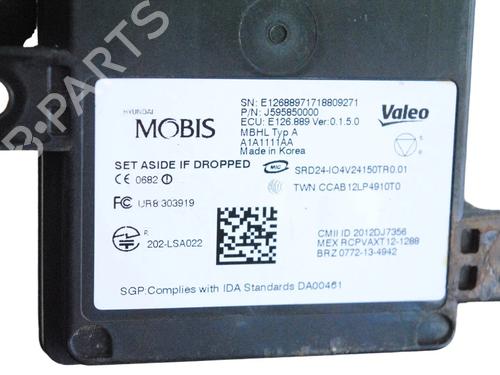 B-PARTS
SN: E12688971718809271
P/N: J595850000
ECU: E126.889 Ver:0.1.5.0
MBHL Typ A
A1A1111AA
Made in Korea
HYUNDAI
MOBIS
Valeo
SET ASIDE IF DROPPED
CE 0682
MIC SRD24-IO4V24150TR0.01
TWN CCAB12LP4910T0
FC UR8 303919
R 202-LSA022
CMII ID 2012DJ7356
MEX RCPVAXT12-1288
BRZ 0772-13-4942
SGP:Complies with IDA Standards DA00461